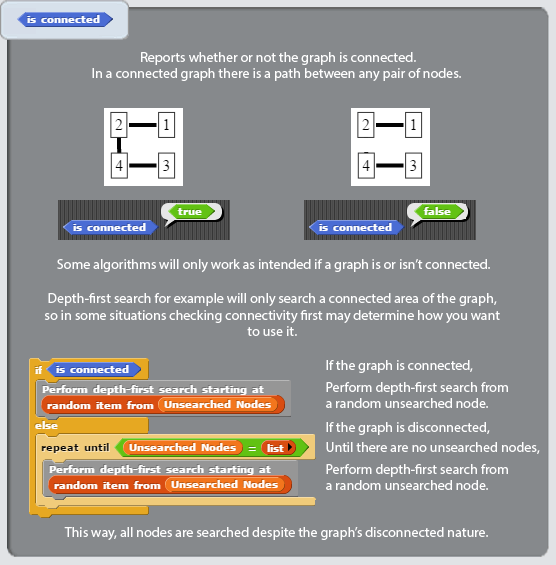 is connected
Reports whether or not the graph is connected.
In a connected graph there is a path between any pair of nodes.
2 1
4 3
2 1
4 3
is connected true
is connected false
Some algorithms will only work as intended if a graph is or isn't connected.
Depth-first search for example will only search a connected area of the graph,
so in some situations checking connectivity first may determine how you want
to use it.
if is connected
Perform depth-first search starting at
random item from Unsearched Nodes
else
repeat until Unsearched Nodes = list
Perform depth-first search starting at
random item from Unsearched Nodes
If the graph is connected,
Perform depth-first search from
a random unsearched node.
If the graph is disconnected,
Until there are no unsearched nodes,
Perform depth-first search from
a random unsearched node.
This way, all nodes are searched despite the graph's disconnected nature.